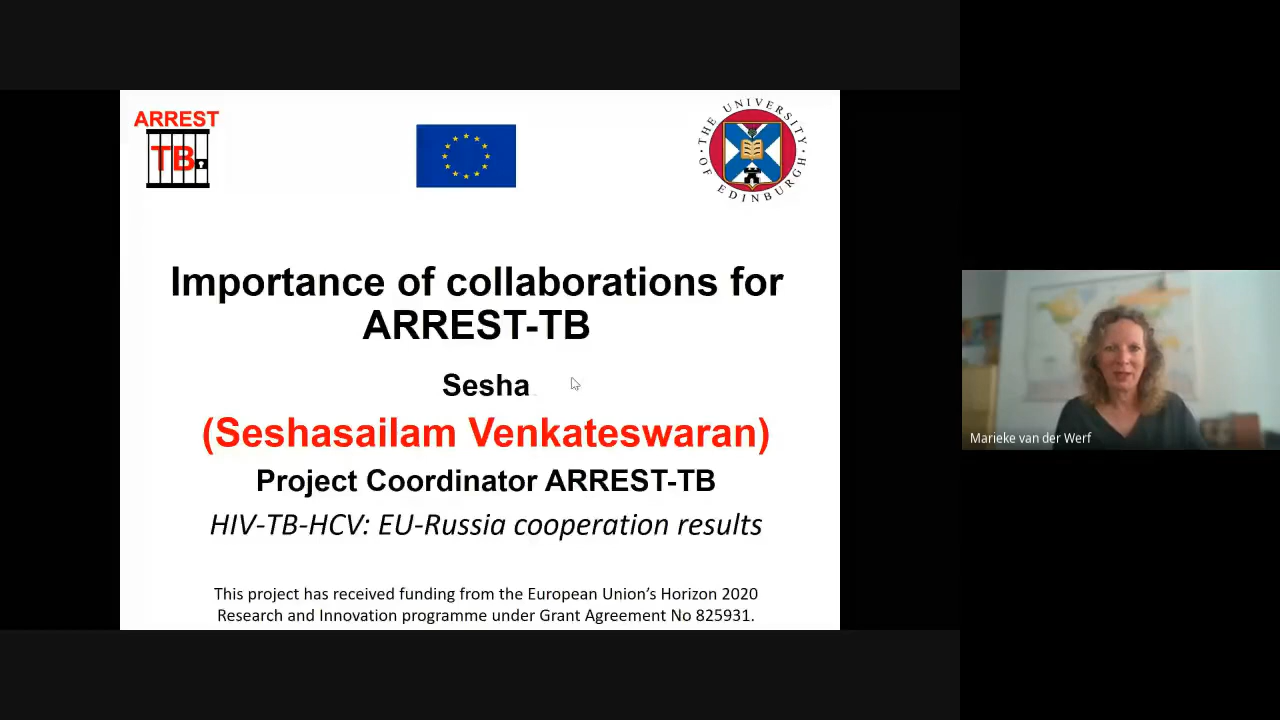 ARREST
TB
THE UNIVERSITY OF EDINBURGH
Importance of collaborations for
ARREST-TB
Sesha
(Seshasailam Venkateswaran)
Project Coordinator ARREST-TB
HIV-TB-HCV: EU-Russia cooperation results
This project has received funding from the European Union’s Horizon 2020
Research and Innovation programme under Grant Agreement No 825931.
Marieke van der Werf